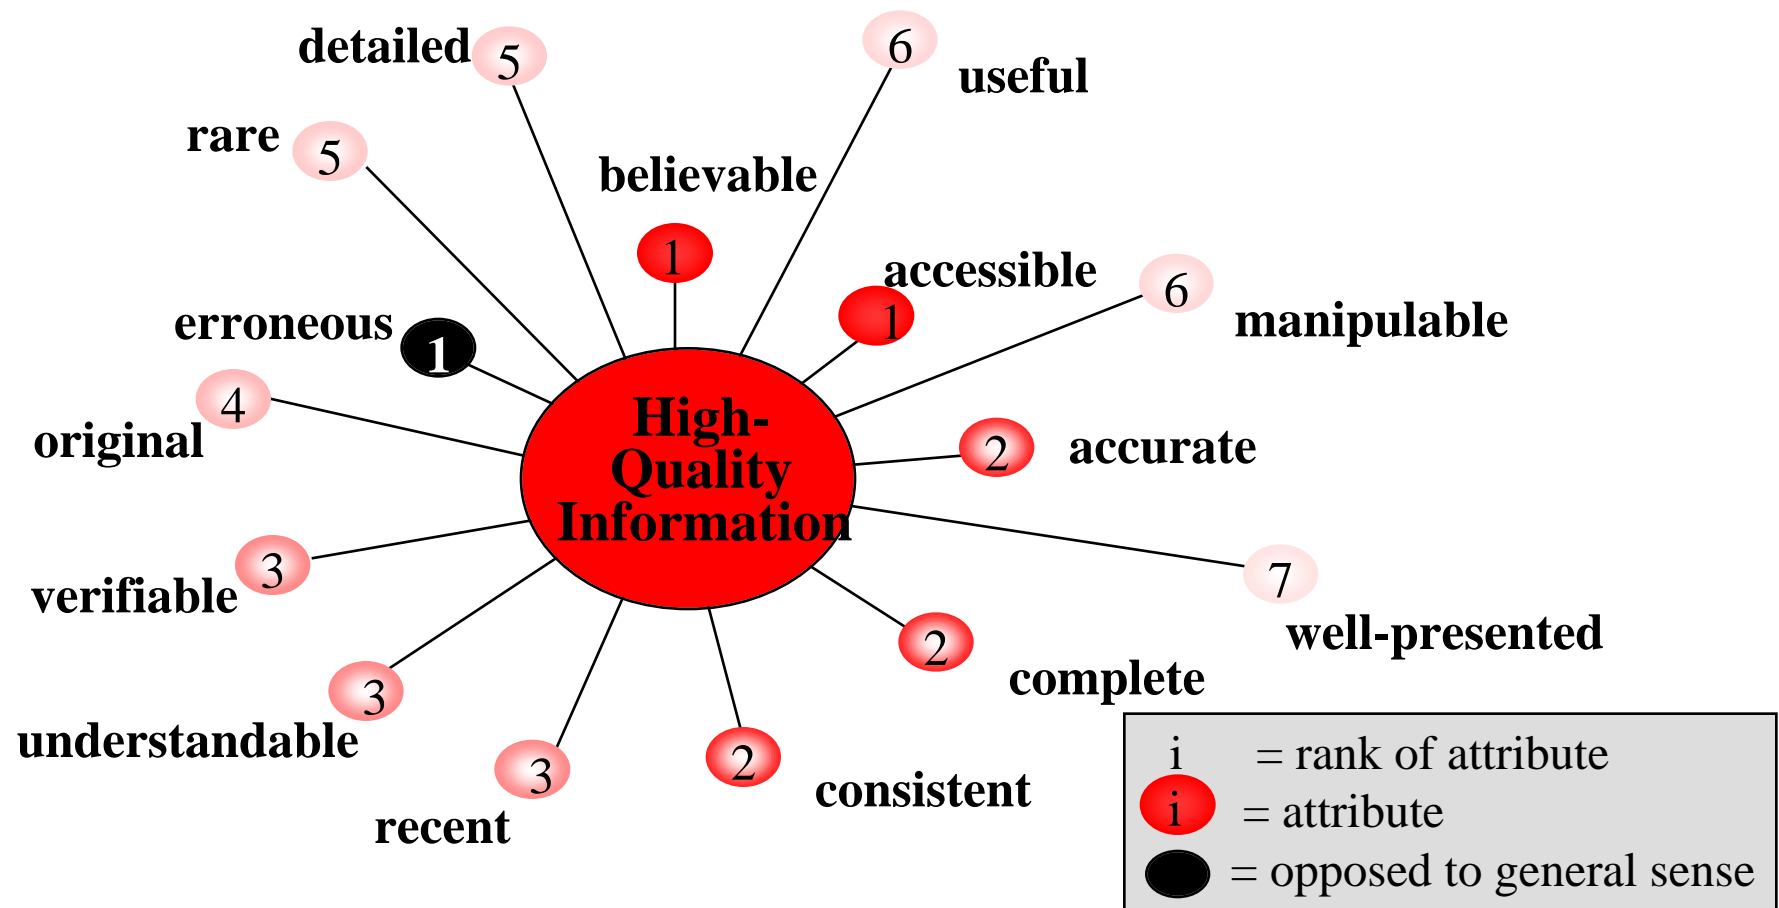 detailed 5
6 useful
rare 5
believable
1
accessible
1
6 manipulable
erroneous 1
4
original
High-
Quality
Information
2 accurate
3
verifiable
7
well-presented
2
complete
3
understandable
2
consistent
3
recent
i = rank of attribute
i = attribute
= opposed to general sense